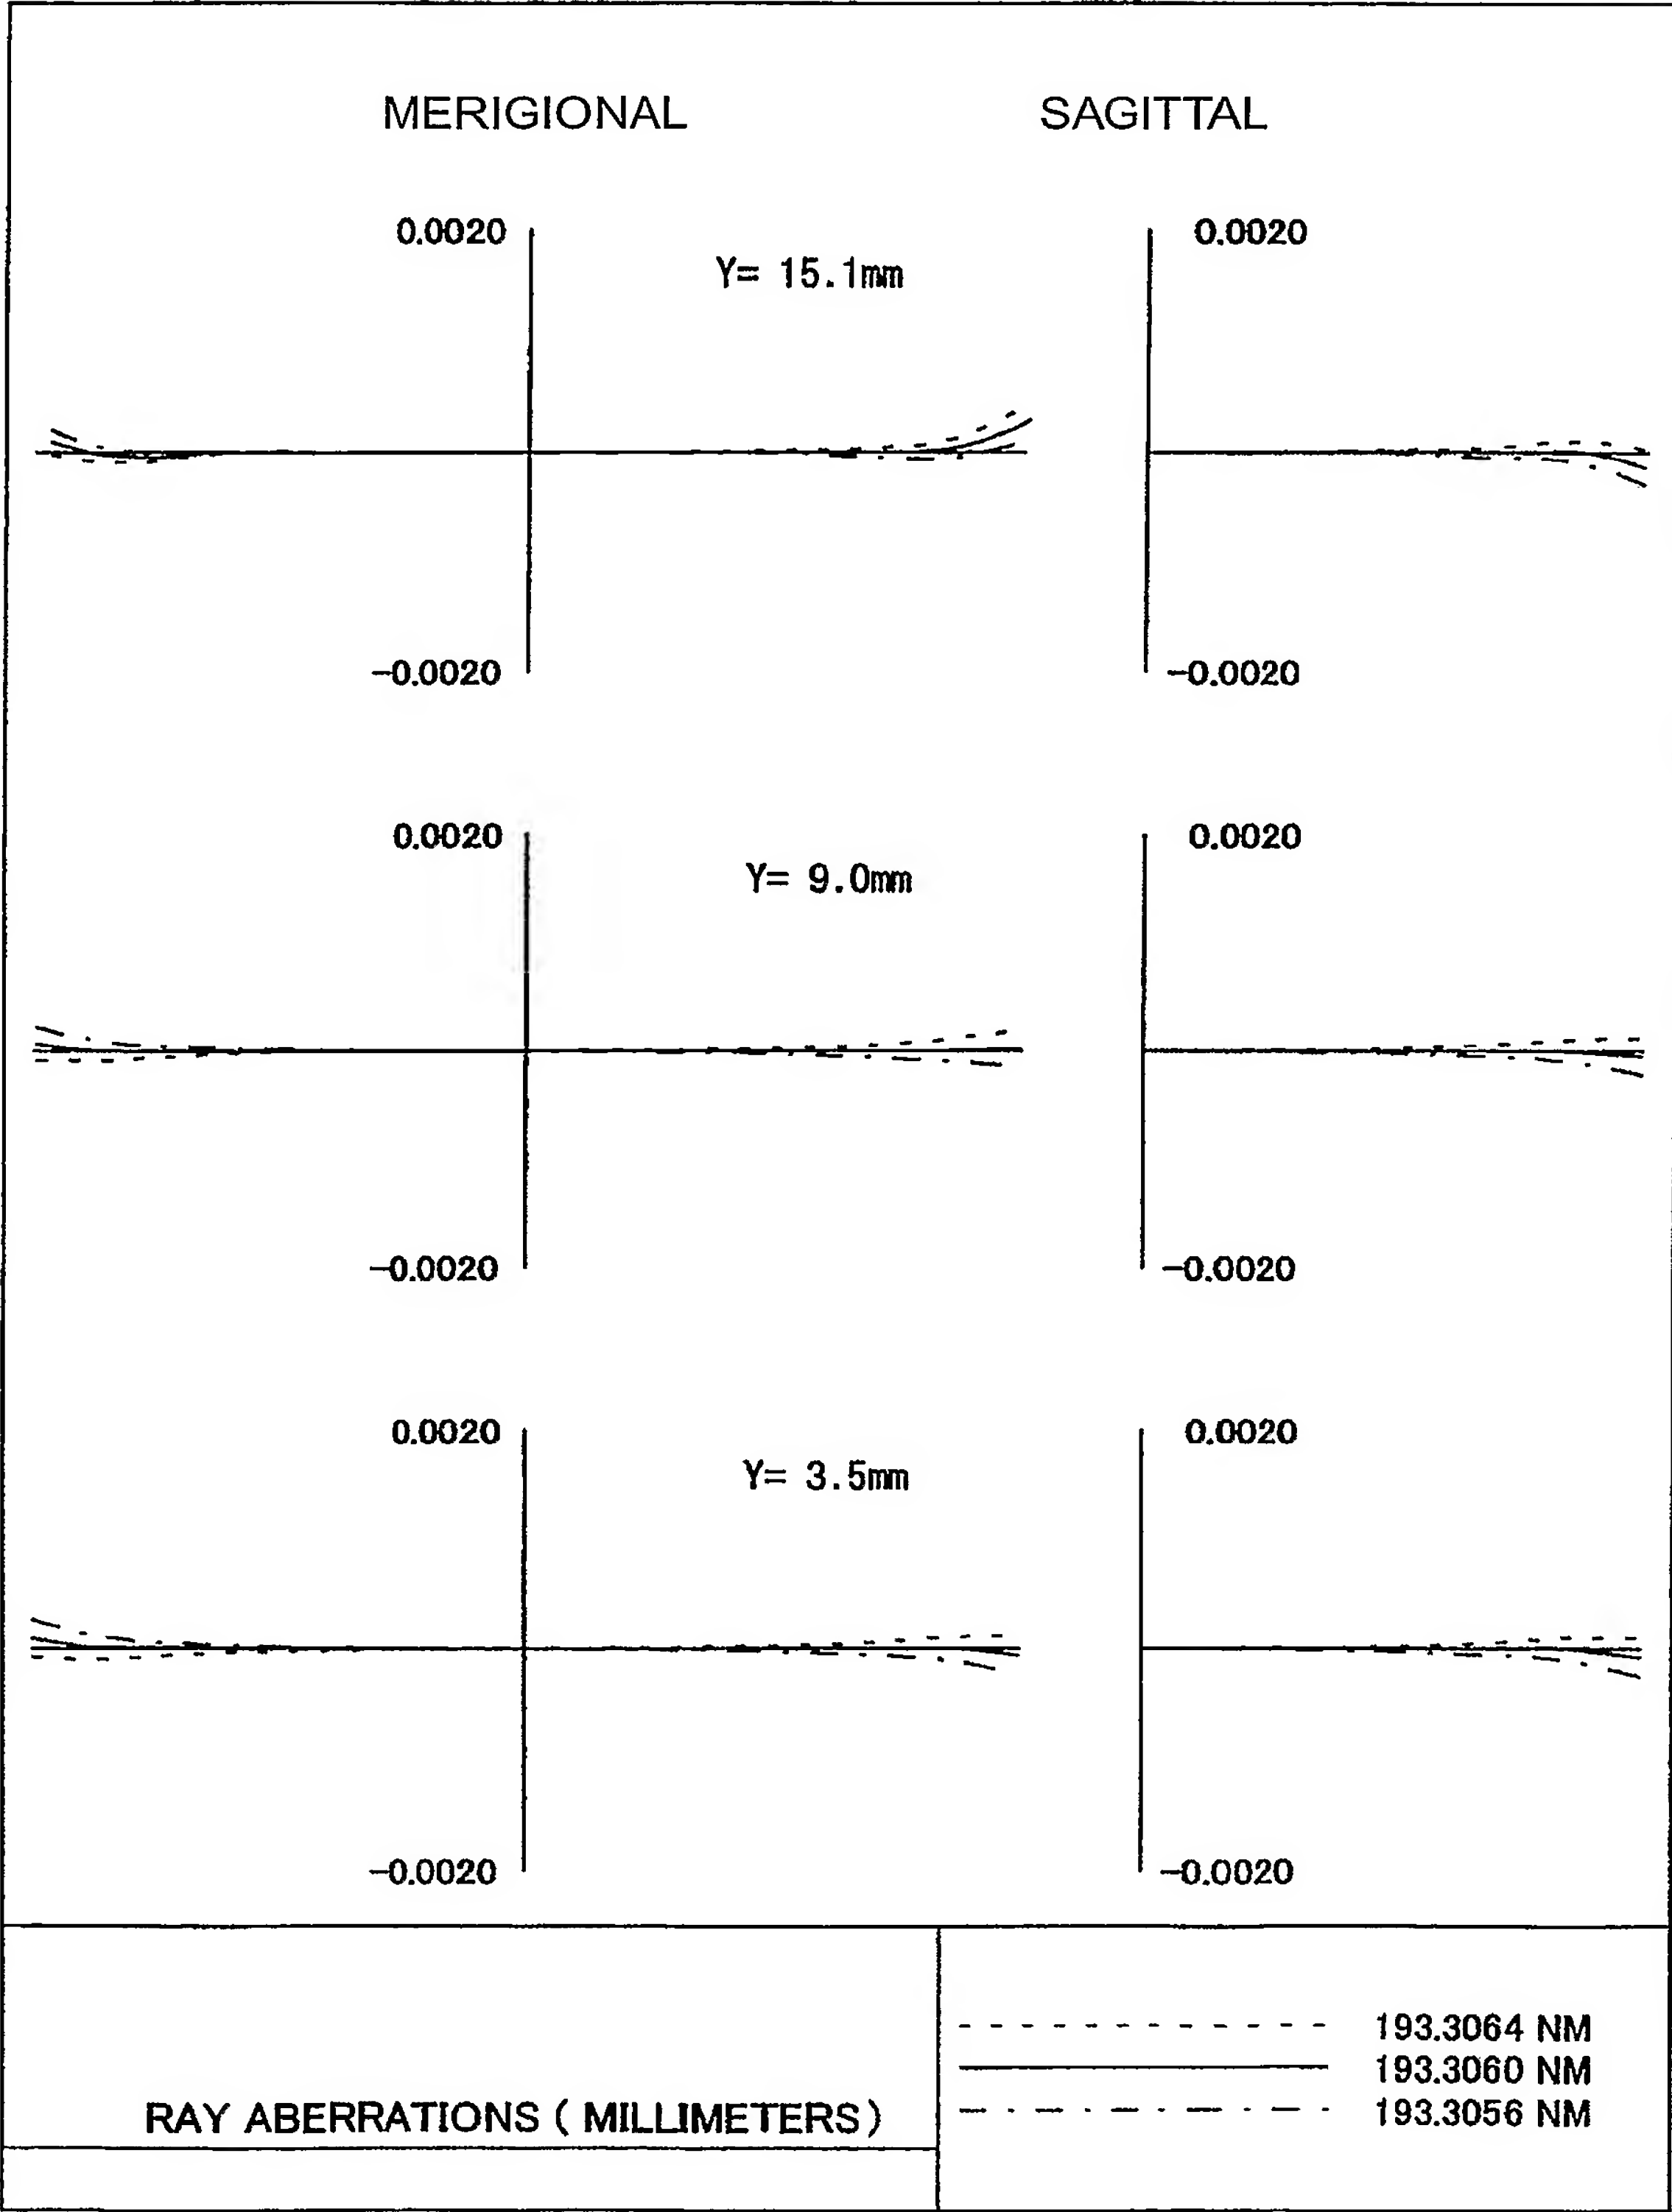 MERIGIONAL SAGITTAL
0.0020 0.0020
Y= 15.1mm
-0.0020 -0.0020
0.0020 0.0020
Y= 9.0mm
-0.0020 -0.0020
0.0020 0.0020
Y= 3.5mm
-0.0020 -0.0020
193.3064 NM
193.3060 NM
RAY ABERRATIONS ( MILLIMETERS) 193.3056 NM